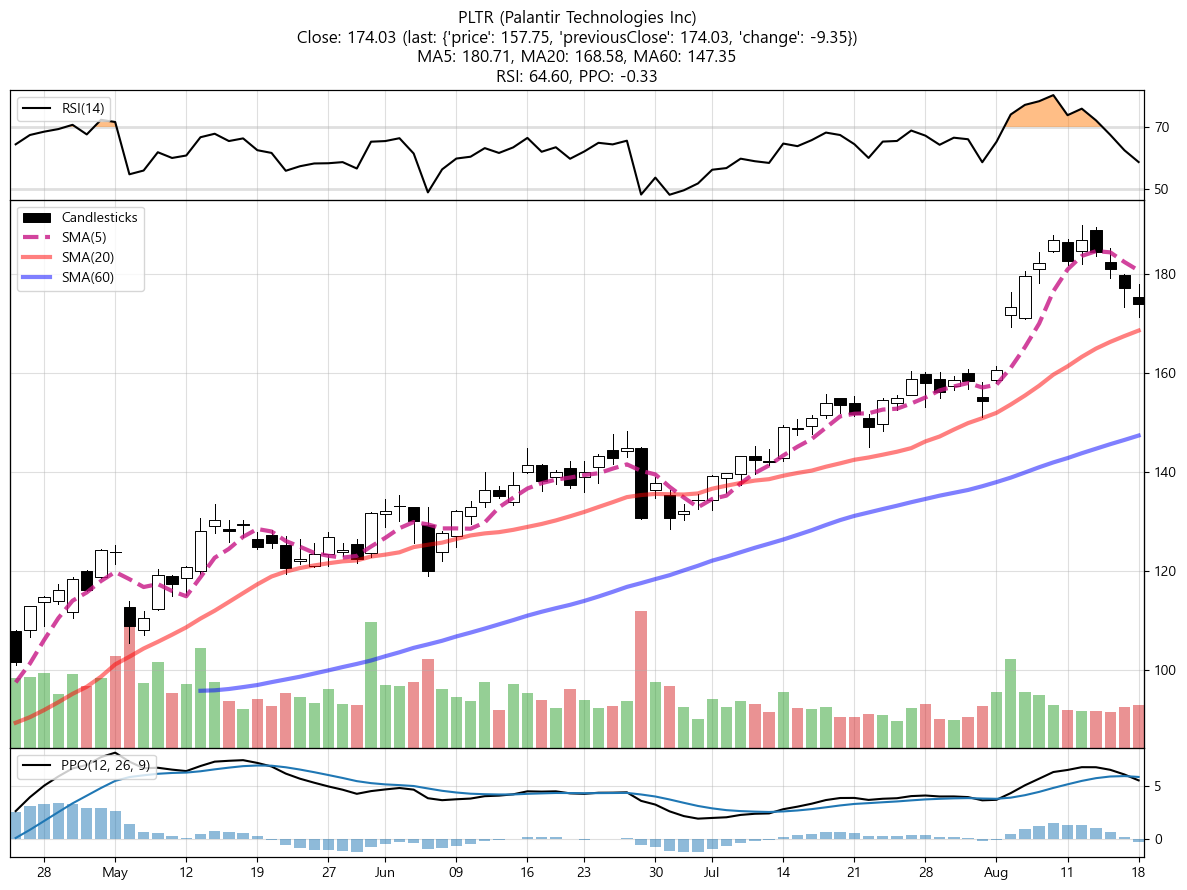 PLTR (Palantir Technologies Inc)
Close: 174.03 (last: {'price': 157.75, 'previousClose': 174.03, 'change': -9.35})
MA5: 180.71, MA20: 168.58, MA60: 147.35
RSI: 64.60, PPO: -0.33
RSI(14)
70
50
Candlesticks
SMA(5)
SMA(20)
SMA(60)
180
160
140
120
100
PPO(12, 26, 9)
5
0
28 May 12 19 27 Jun 09 16 23 30 Jul 14 21 28 Aug 11 18